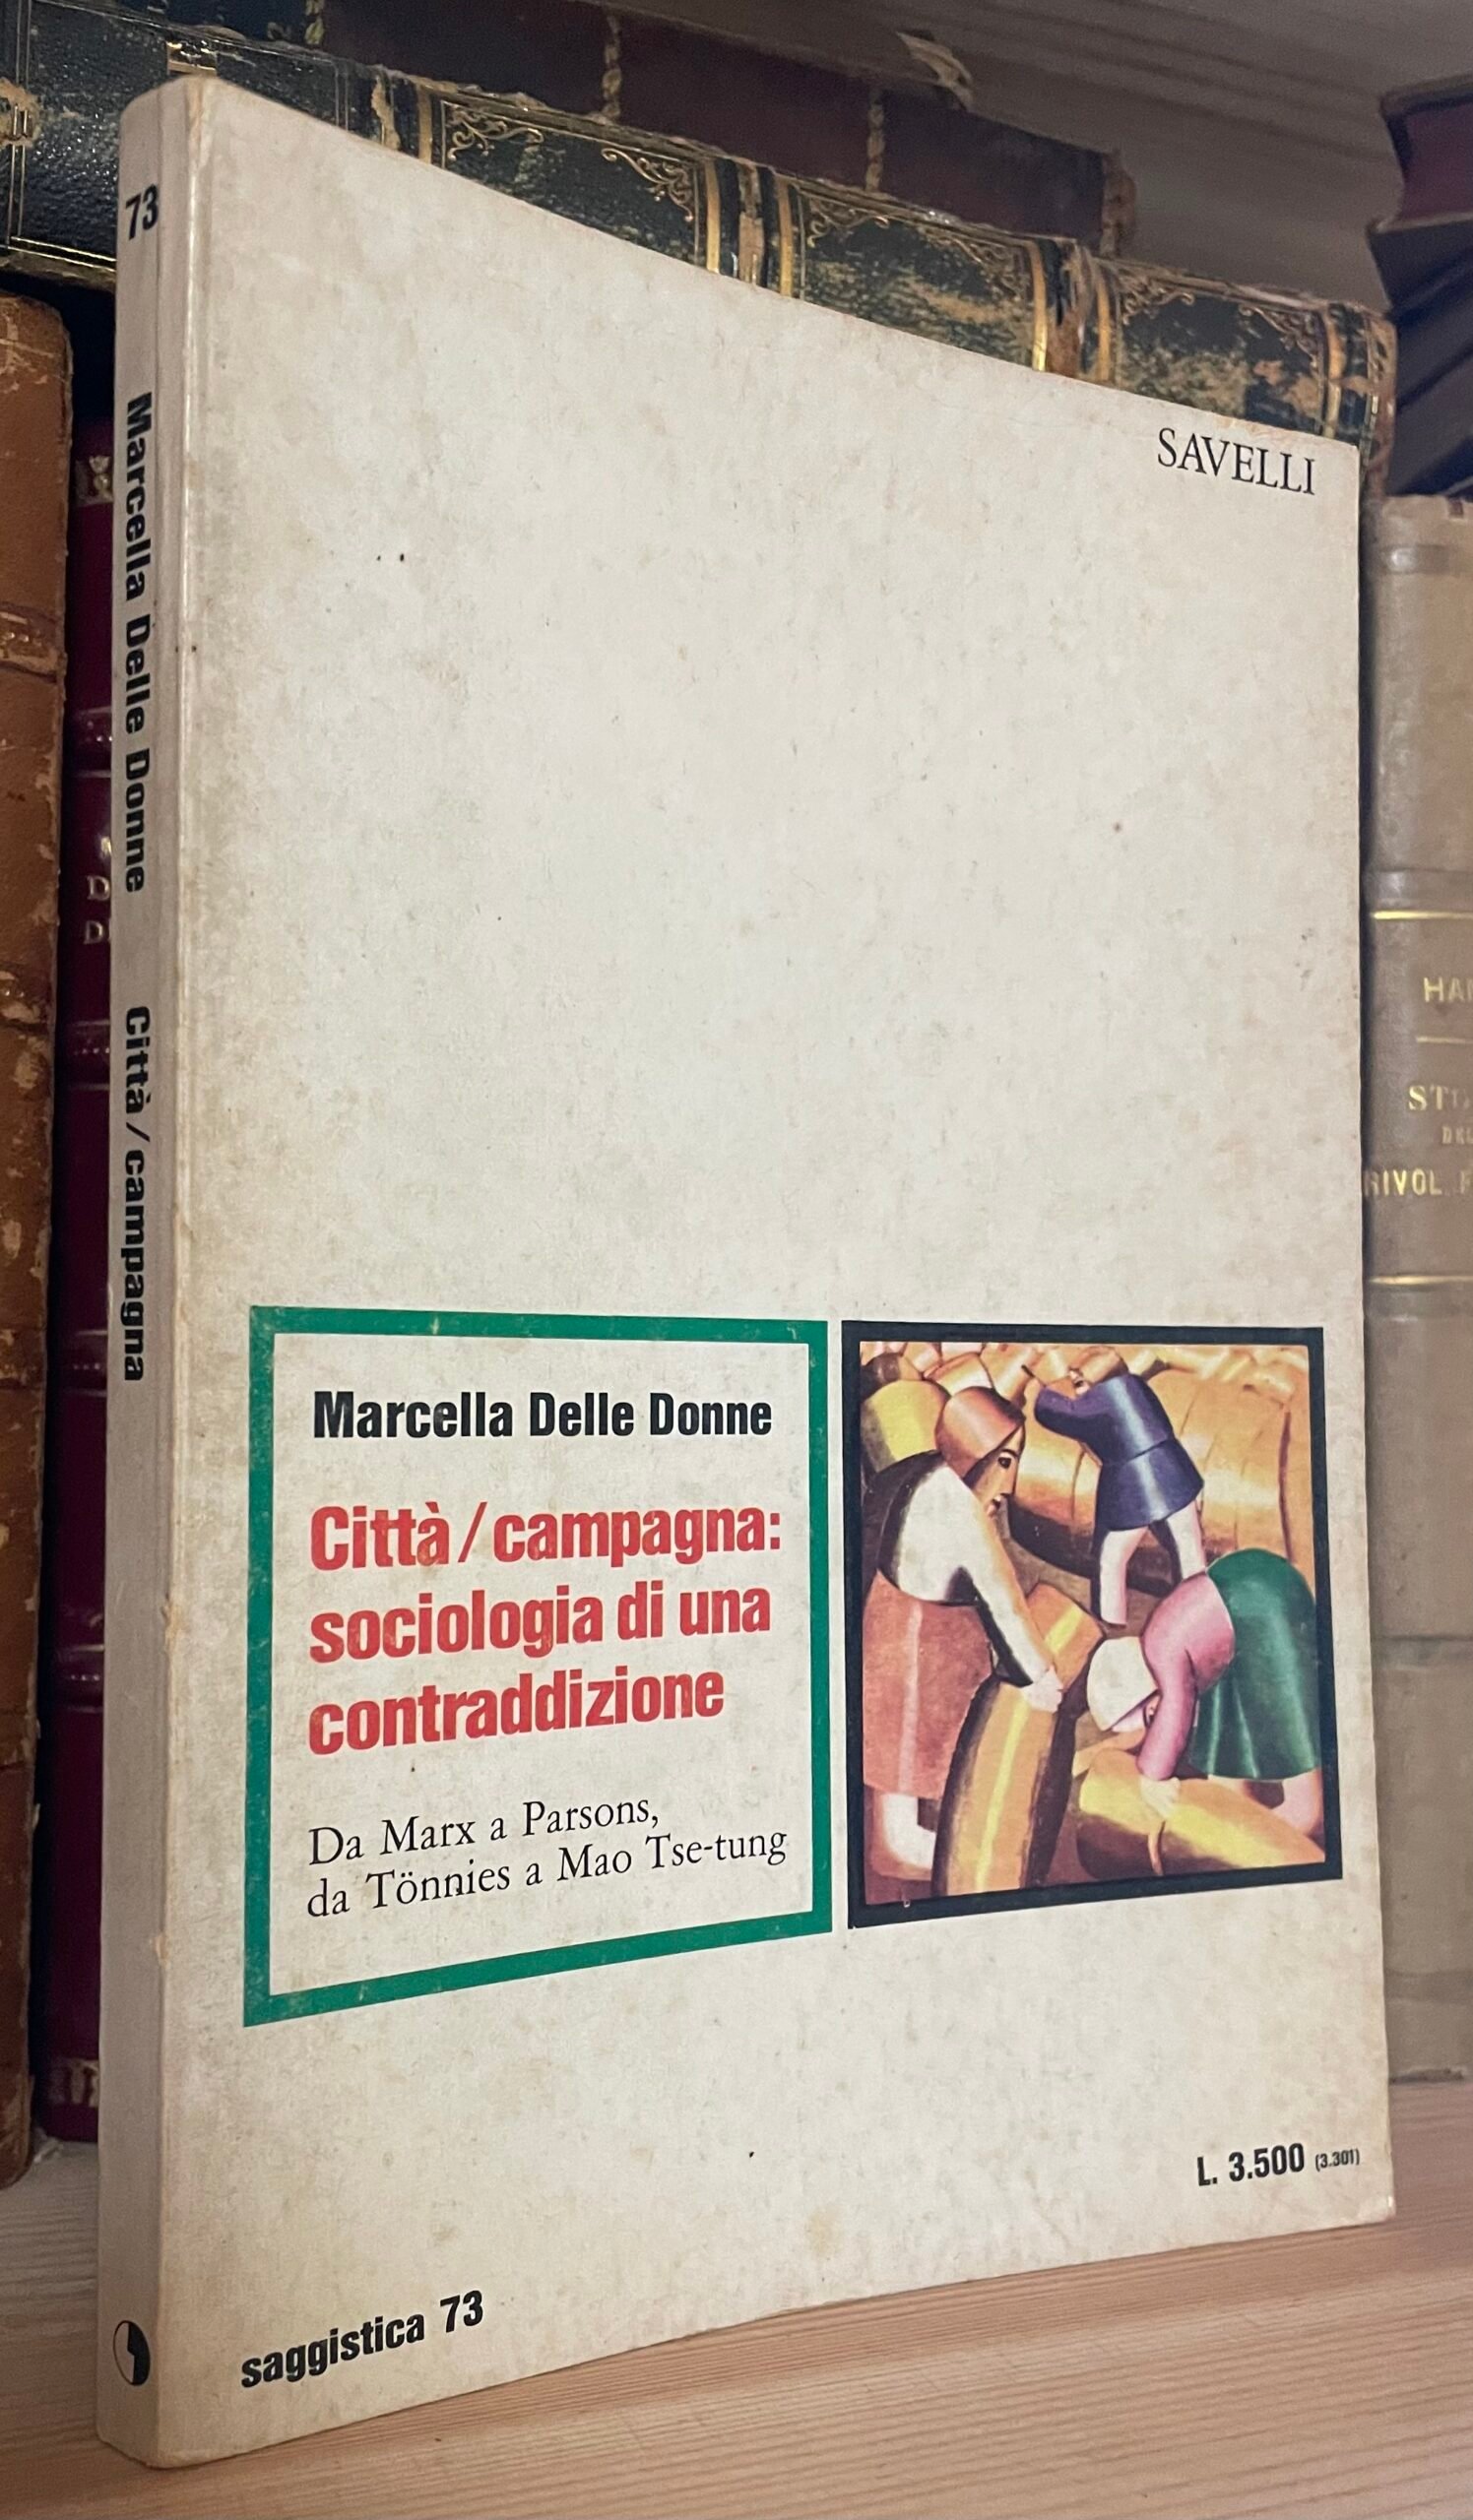 73
Marcella Delle Donne
Città / campagna
SAVELLI
Marcella Delle Donne
Città / campagna:
sociologia di una
contraddizione
Da Marx a Parsons,
da Tönnies a Mao Tse-tung
L. 3.500 (3.301)
saggistica 73
RIVOL.